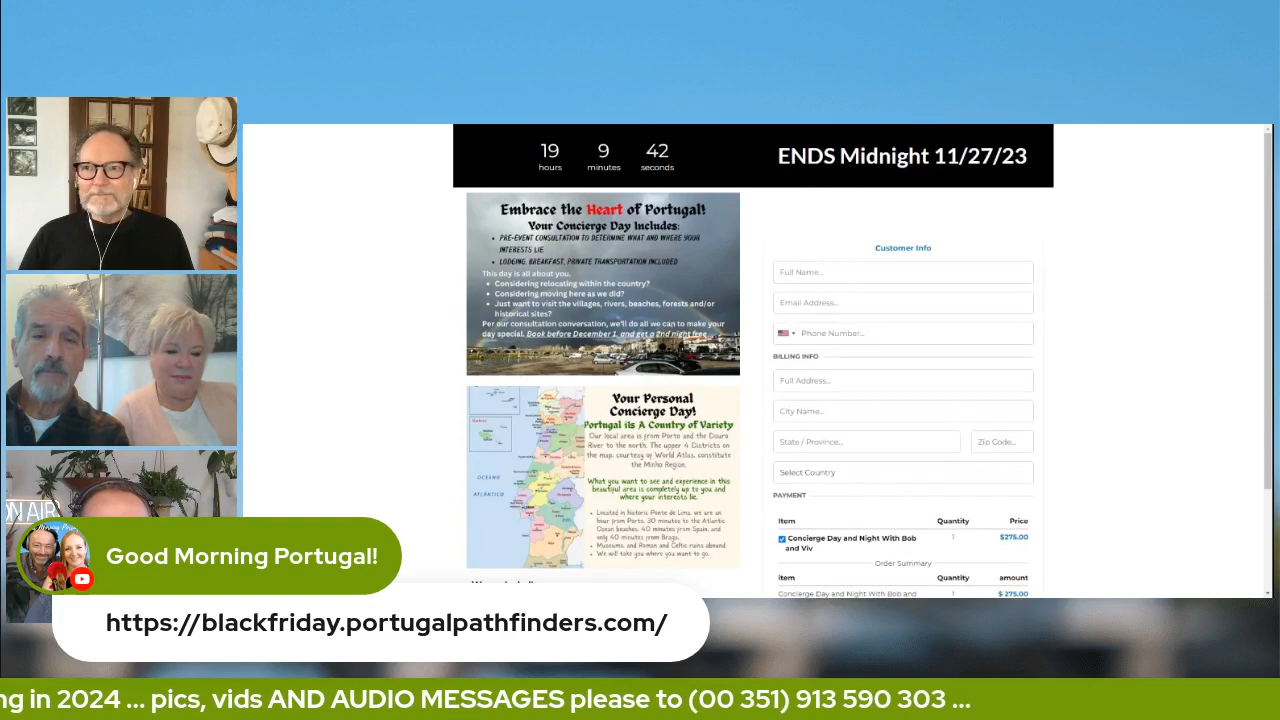 19 9 42
hours minutes seconds
ENDS Midnight 11/27/23
Embrace the Heart of Portugal!
Your Concierge Day Includes:
• PRE-EVENT CONSULTATION TO DETERMINE WHAT AND WHERE YOUR
INTERESTS LIE
• LODGING, BREAKFAST, PRIVATE TRANSPORTATION INCLUDED
This day is all about you.
• Considering relocating within the country?
• Considering moving here as we did?
• Just want to visit the villages, rivers, beaches, forests and/or
historical sites?
Per our consultation conversation, we'll do all we can to make your
day special. Book before December 1, and get a 2nd night free
Your Personal
Concierge Day!
Portugal iis A Country of Variety
Our local area is from Porto and the Douro
River to the north. The upper 4 Districts on
the map, courtesy of World Atlas, constitute
the Minho Region.
What you want to see and experience in this
beautiful area is completely up to you and
where your interests lie.
• Located in historic Ponte de Lima, we are an
hour from Porto, 30 minutes to the Atlantic
Ocean beaches, 40 minutes from Spain, and
only 40 minutes from Braga.
• Museums, and Roman and Celtic ruins abound.
• We will take you where you want to go.
OCEANO
ATLÂNTICO
Customer Info
Full Name...
Email Address...
Phone Number...
BILLING INFO
Full Address...
City Name...
State / Province...
Zip Code...
Select Country
PAYMENT
Item Quantity Price
Concierge Day and Night With Bob 1 $275.00
and Viv
Order Summary
item Quantity amount
Concierge Day and Night With Bob and 1 $ 275.00
ON AIR
Good Morning Portugal!
https://blackfriday.portugalpathfinders.com/
ng in 2024 ... pics, vids AND AUDIO MESSAGES please to (00 351) 913 590 303 ...